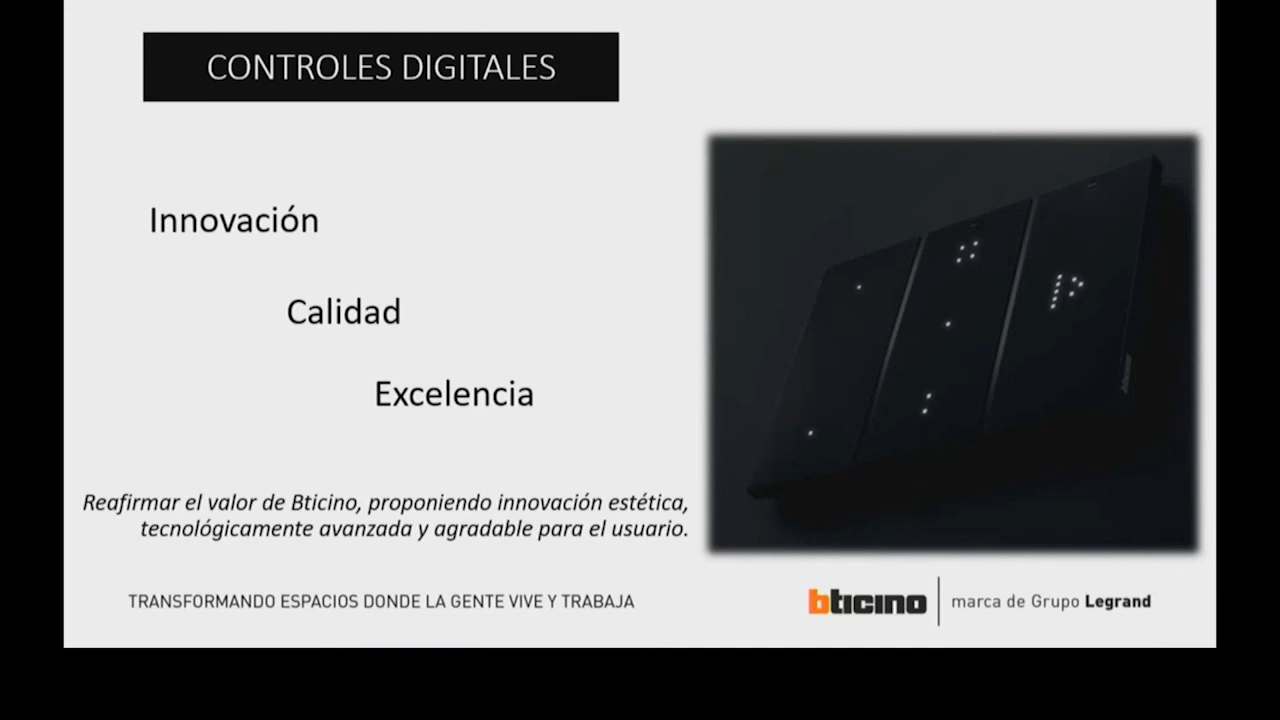 CONTROLES DIGITALES
Innovación
Calidad
Excelencia
Reafirmar el valor de Bticino, proponiendo innovación estética,
tecnológicamente avanzada y agradable para el usuario.
TRANSFORMANDO ESPACIOS DONDE LA GENTE VIVE Y TRABAJA
bticino
marca de Grupo Legrand